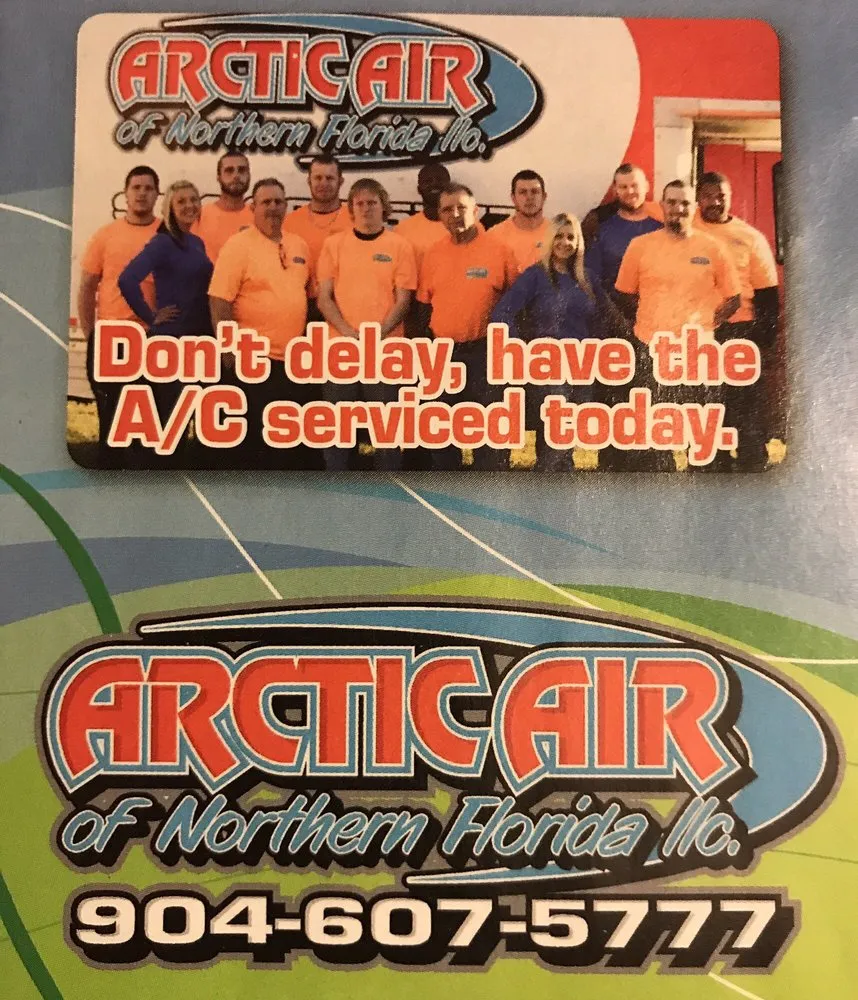 ARCTIC AIR
of Northern Florida llc.
Don't delay, have the
A/C serviced today.
ARCTIC AIR
of Northern Florida llc.
904-607-5777